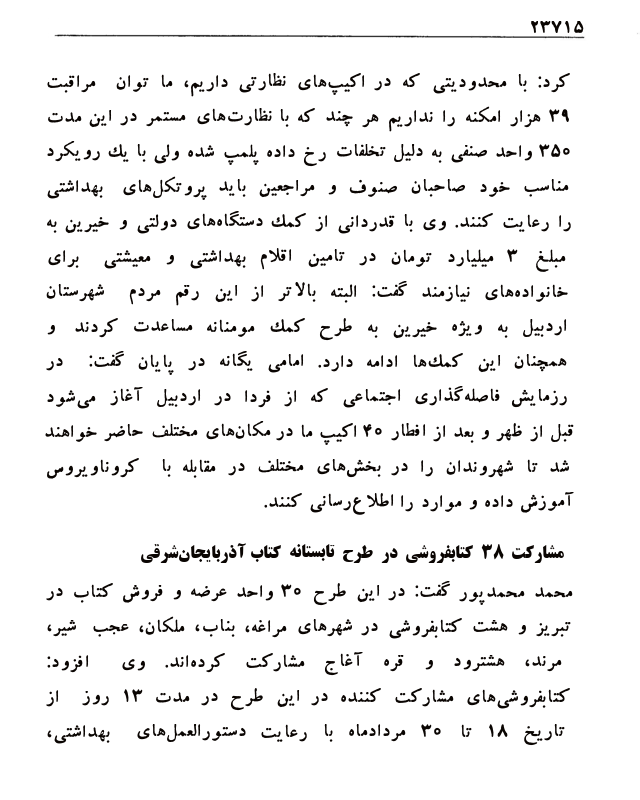 ۲۳۷۱۵
کرد: با محدودیتی که در اکیپ‌های نظارتی داریم، ما توان مراقبت
۳۹ هزار امکنه را نداریم هر چند که با نظارت‌های مستمر در این مدت
۳۵۰ واحد صنفی به دلیل تخلفات رخ داده پلمپ شده ولی با یك رویکرد
مناسب خود صاحبان صنوف و مراجعین باید پروتکل‌های بهداشتی
را رعایت کنند. وی با قدردانی از کمك دستگاه‌های دولتی و خیرین به
مبلغ ۳ میلیارد تومان در تامین اقلام بهداشتی و معیشتی برای
خانواده‌های نیازمند گفت: البته بالاتر از این رقم مردم شهرستان
اردبیل به ویژه خیرین به طرح کمك مومنانه مساعدت کردند و
همچنان این کمك‌ها ادامه دارد. امامی یگانه در پایان گفت: در
رزمایش فاصله‌گذاری اجتماعی که از فردا در اردبیل آغاز می‌شود
قبل از ظهر و بعد از افطار ۴۰ اکیپ ما در مکان‌های مختلف حاضر خواهند
شد تا شهروندان را در بخش‌های مختلف در مقابله با کروناویروس
آموزش داده و موارد را اطلاع‌رسانی کنند.
مشارکت ۳۸ کتابفروشی در طرح تابستانه کتاب آذربایجان‌شرقی
محمد محمدپور گفت: در این طرح ۳۰ واحد عرضه و فروش کتاب در
تبریز و هشت کتابفروشی در شهرهای مراغه، بناب، ملکان، عجب شیر،
مرند، هشترود و قره آغاج مشارکت کرده‌اند. وی افزود:
کتابفروشی‌های مشارکت کننده در این طرح در مدت ۱۳ روز از
تاریخ ۱۸ تا ۳۰ مردادماه با رعایت دستورالعمل‌های بهداشتی،